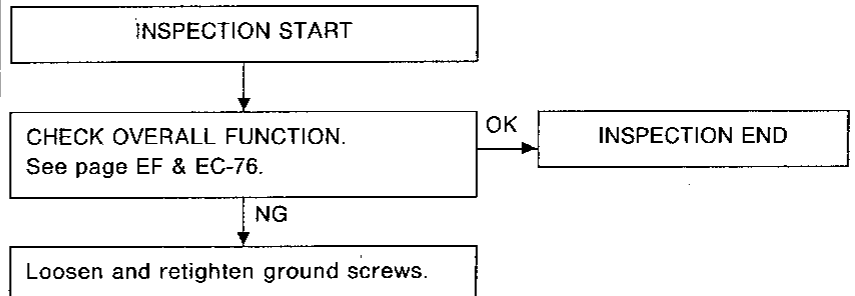 INSPECTION START
CHECK OVERALL FUNCTION.
See page EF & EC-76.
OK
INSPECTION END
NG
Loosen and retighten ground screws.